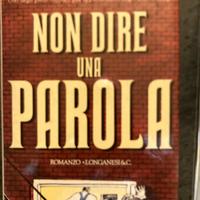 NON DIRE
UNA
PAROLA
ROMANZO • LONGANESI & C.